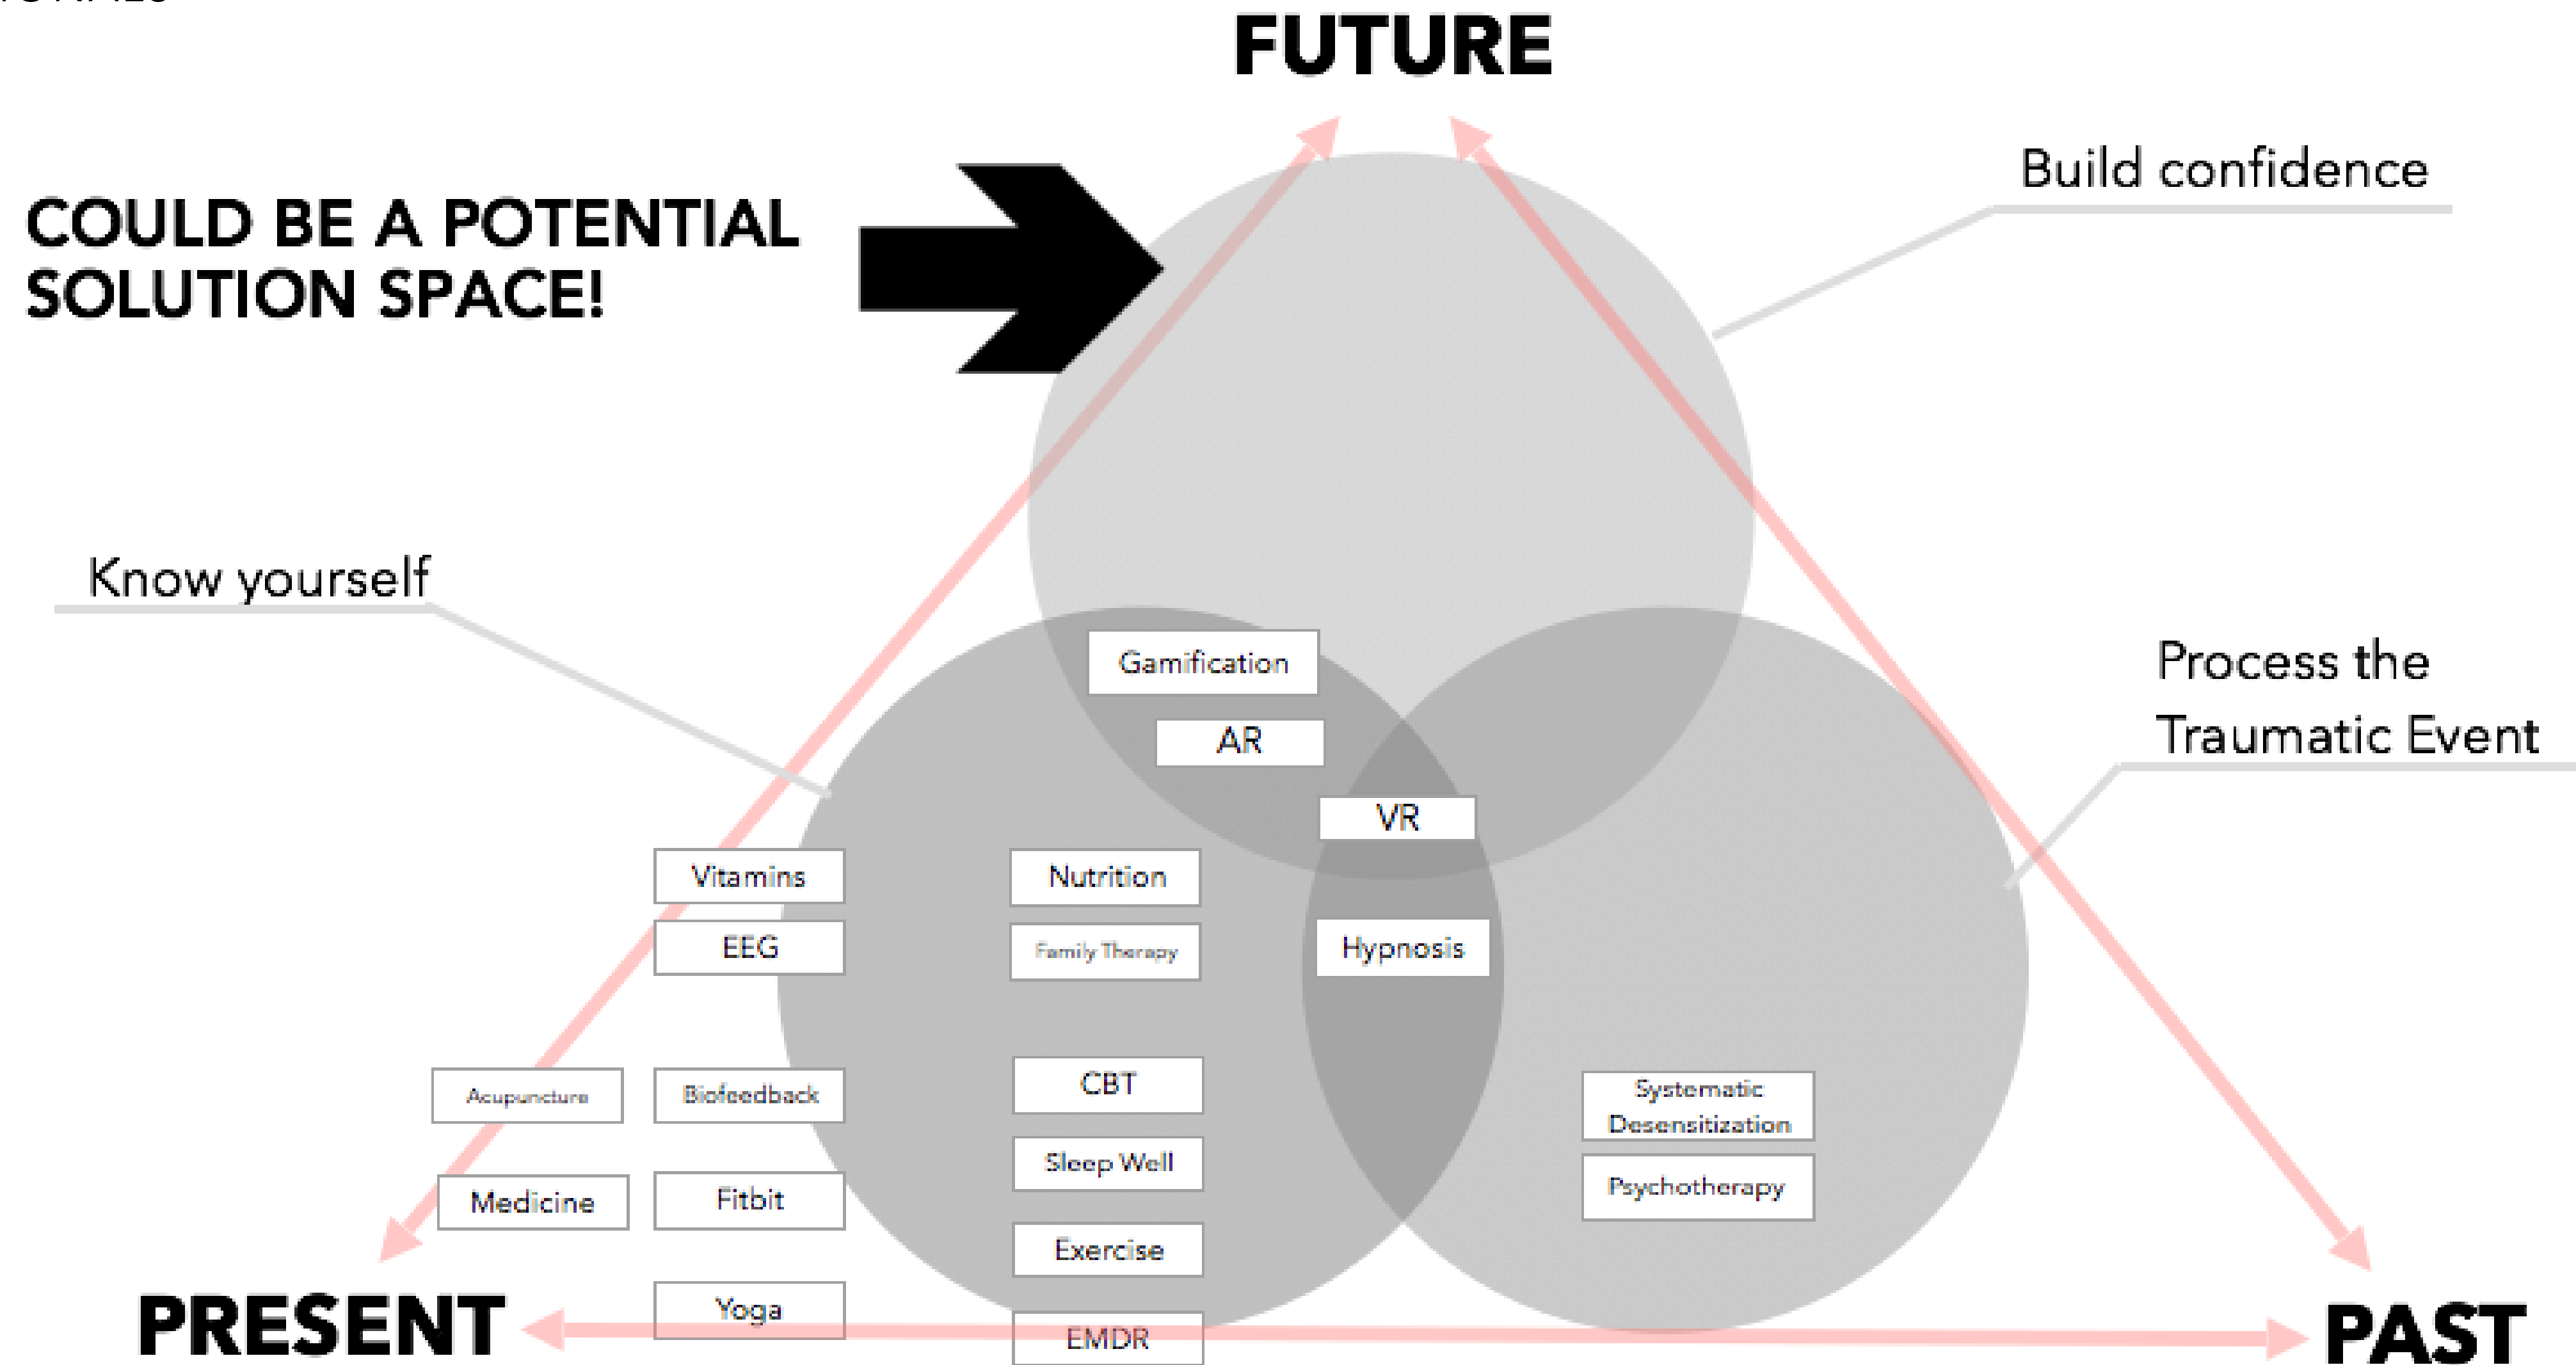 FUTURE
Build confidence
COULD BE A POTENTIAL
SOLUTION SPACE!
Know yourself
Process the
Traumatic Event
Gamification
AR
VR
Vitamins
Nutrition
EEG
Family Therapy
Hypnosis
Acupuncture
Biofeedback
CBT
Systematic
Desensitization
Sleep Well
Psychotherapy
Medicine
Fitbit
Exercise
Yoga
EMDR
PRESENT
PAST